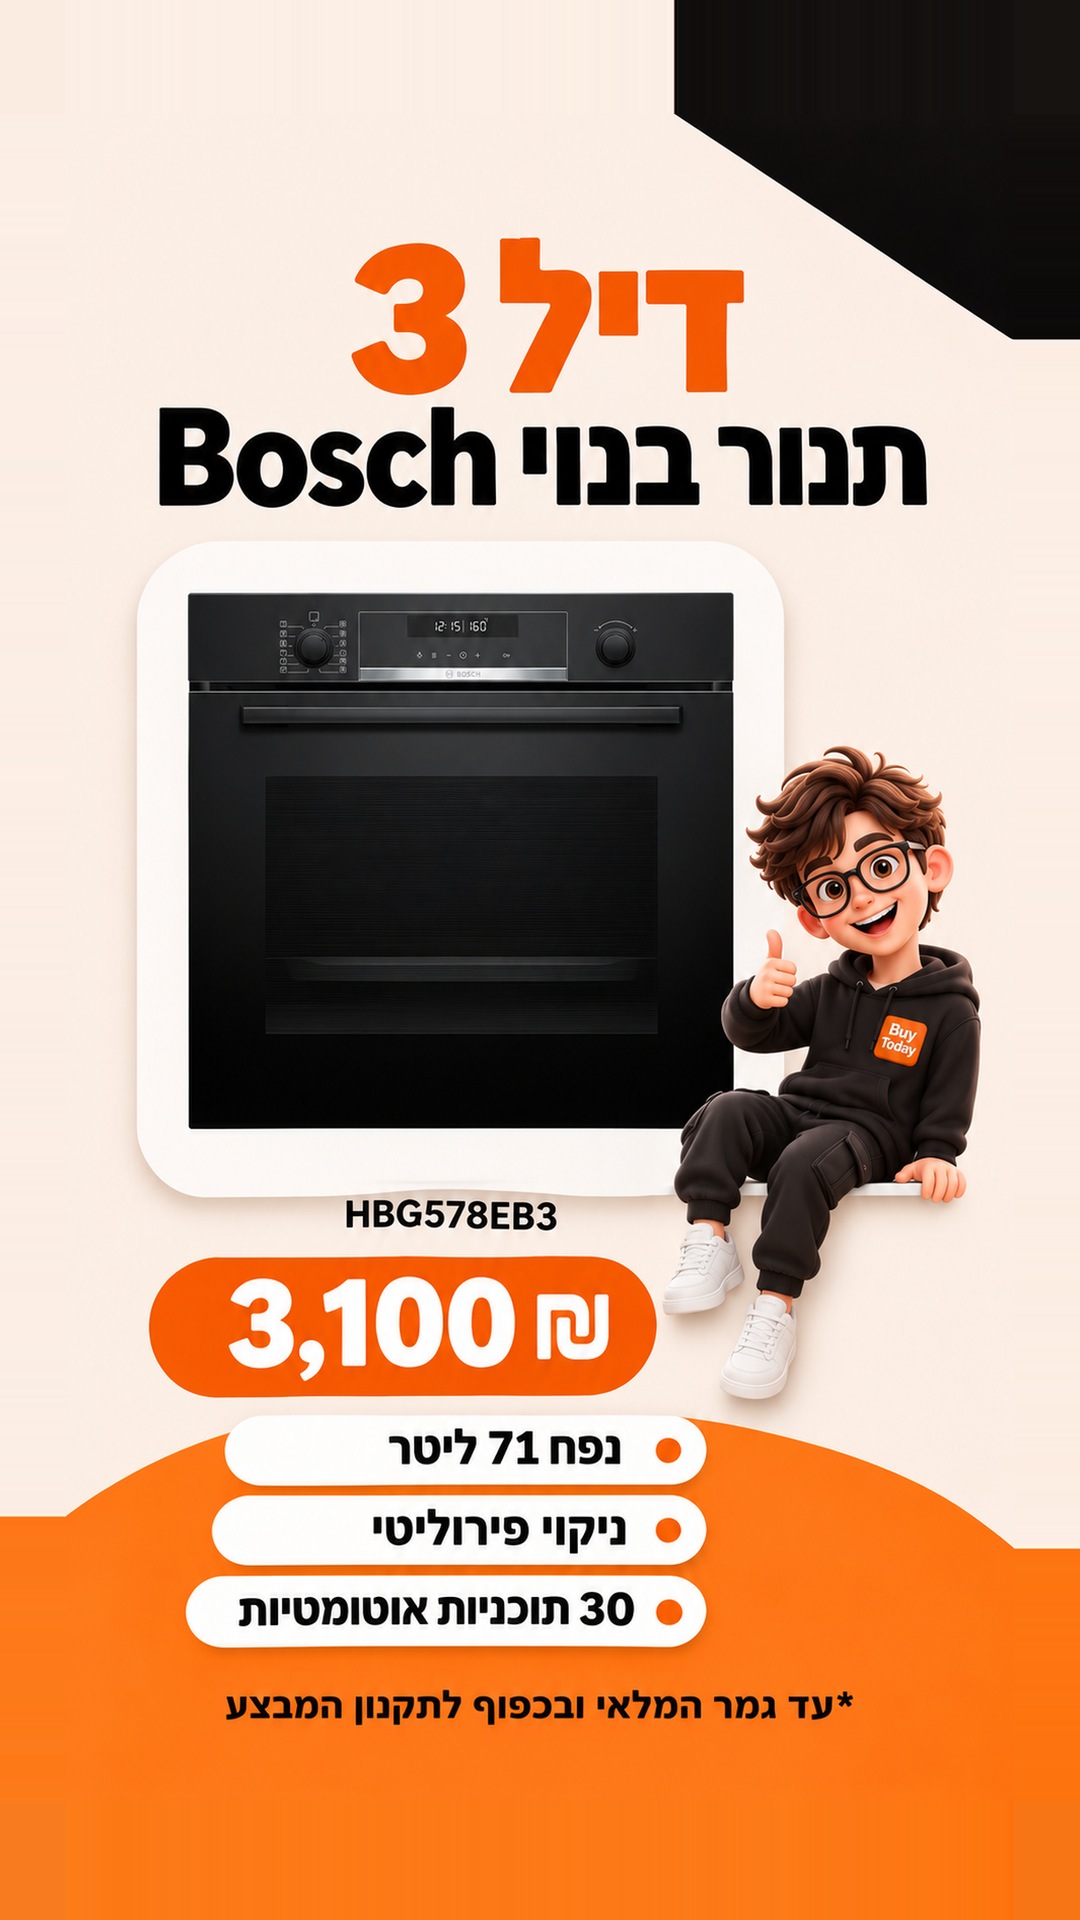 דיל 3
תנור בנוי Bosch
12:15 160°
BOSCH
Buy
Today
HBG578EB3
3,100 ₪
נפח 71 ליטר
ניקוי פירוליטי
30 תוכניות אוטומטיות
*עד גמר המלאי ובכפוף לתקנון המבצע